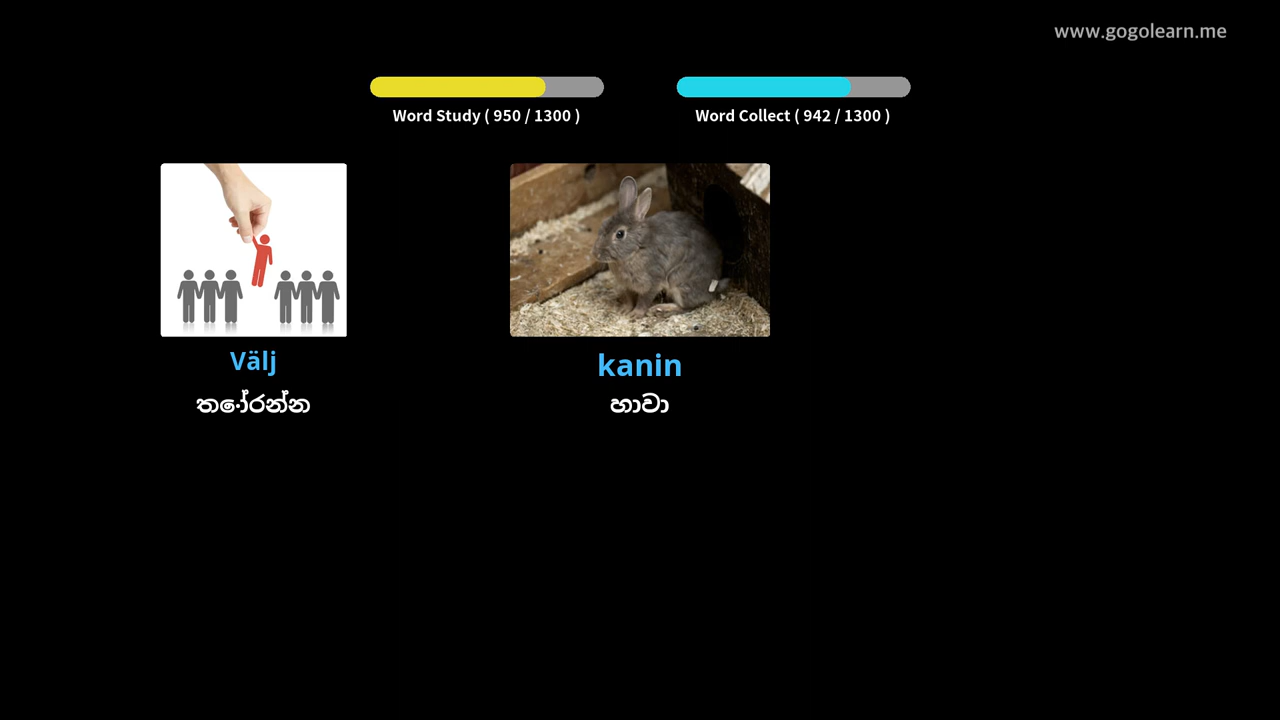 www.gogolearn.me
Word Study ( 950 / 1300 )
Word Collect ( 942 / 1300 )
Välj
kanin
තෝරන්න
හාවා